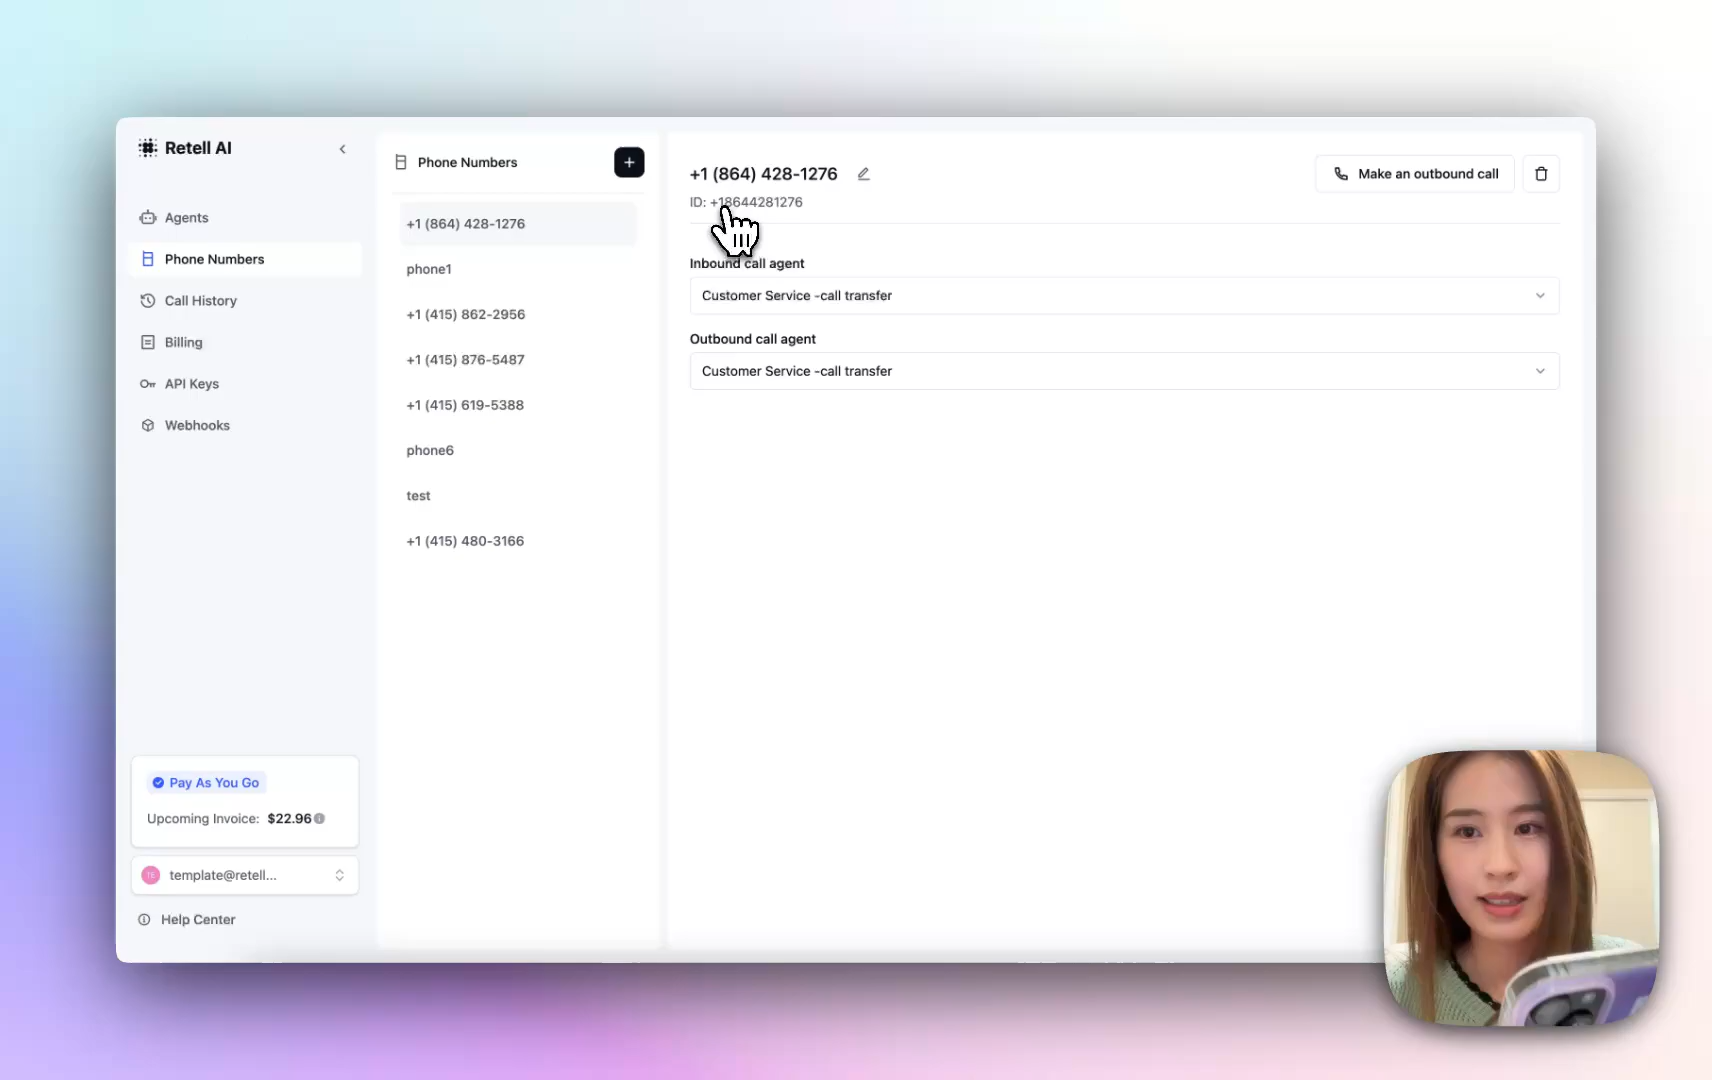 Retell AI
Agents
Phone Numbers
Call History
Billing
API Keys
Webhooks
Pay As You Go
Upcoming Invoice: $22.96
TE template@retell...
Help Center
Phone Numbers
+1 (864) 428-1276
phone1
+1 (415) 862-2956
+1 (415) 876-5487
+1 (415) 619-5388
phone6
test
+1 (415) 480-3166
+1 (864) 428-1276
Make an outbound call
ID: +18644281276
Inbound call agent
Customer Service -call transfer
Outbound call agent
Customer Service -call transfer